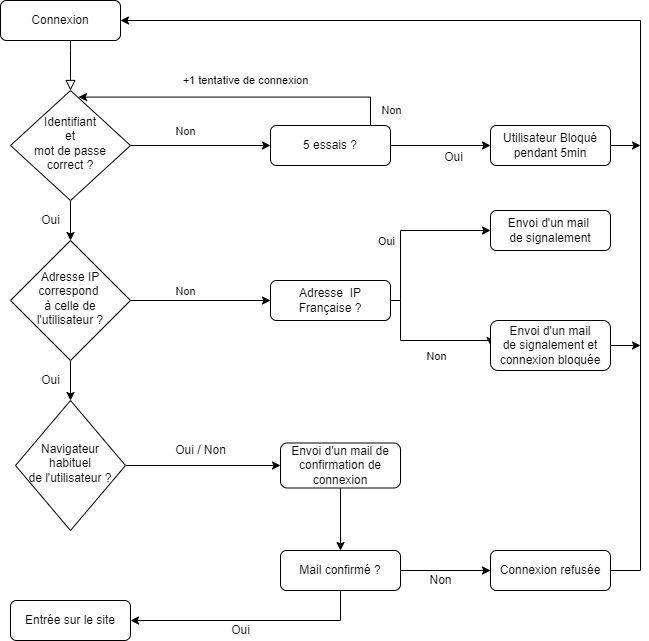 Connexion
+1 tentative de connexion
Identifiant
et
mot de passe
correct ?
Non
5 essais ?
Non
Oui
Utilisateur Bloqué
pendant 5min
Oui
Adresse IP
correspond
à celle de
l'utilisateur ?
Non
Adresse IP
Française ?
Oui
Envoi d'un mail
de signalement
Non
Envoi d'un mail
de signalement et
connexion bloquée
Oui
Navigateur
habituel
de l'utilisateur ?
Oui / Non
Envoi d'un mail de
confirmation de
connexion
Mail confirmé ?
Non
Connexion refusée
Oui
Entrée sur le site